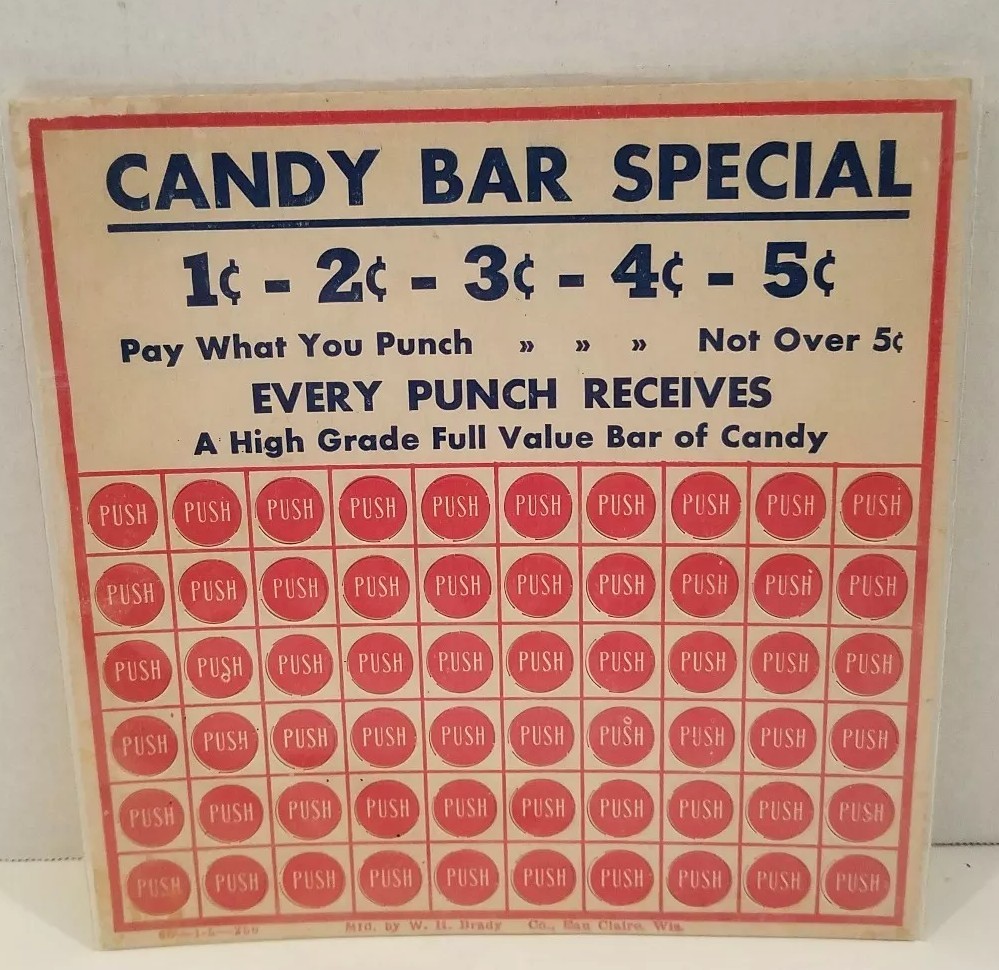 CANDY BAR SPECIAL
1¢ - 2¢ - 3¢ - 4¢ - 5¢
Pay What You Punch » » » Not Over 5¢
EVERY PUNCH RECEIVES
A High Grade Full Value Bar of Candy
PUSH PUSH PUSH PUSH PUSH PUSH PUSH PUSH PUSH PUSH
PUSH PUSH PUSH PUSH PUSH PUSH PUSH PUSH PUSH PUSH
PUSH PUSH PUSH PUSH PUSH PUSH PUSH PUSH PUSH PUSH
PUSH PUSH PUSH PUSH PUSH PUSH PUSH PUSH PUSH PUSH
PUSH PUSH PUSH PUSH PUSH PUSH PUSH PUSH PUSH PUSH
PUSH PUSH PUSH PUSH PUSH PUSH PUSH PUSH PUSH PUSH
Mfd. by W. H. Brady Co., Eau Claire, Wis.